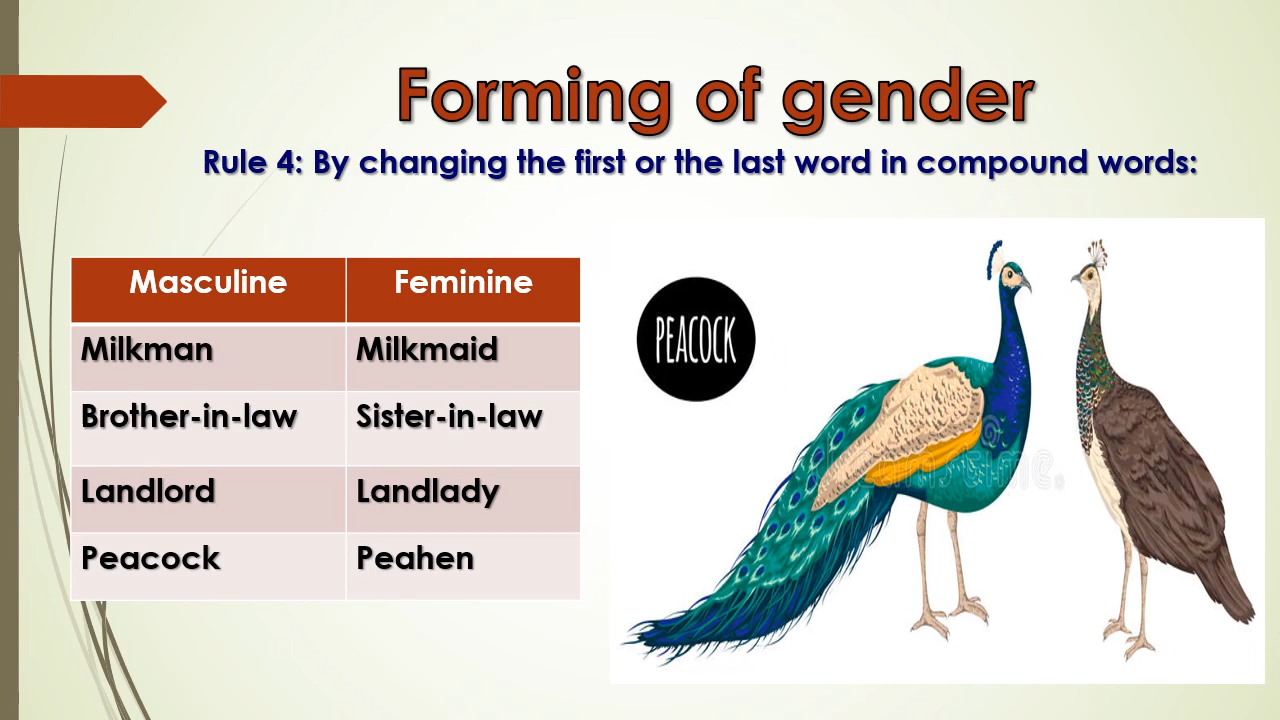 Forming of gender
Rule 4: By changing the first or the last word in compound words:
Masculine Feminine
Milkman Milkmaid
Brother-in-law Sister-in-law
Landlord Landlady
Peacock Peahen
PEACOCK